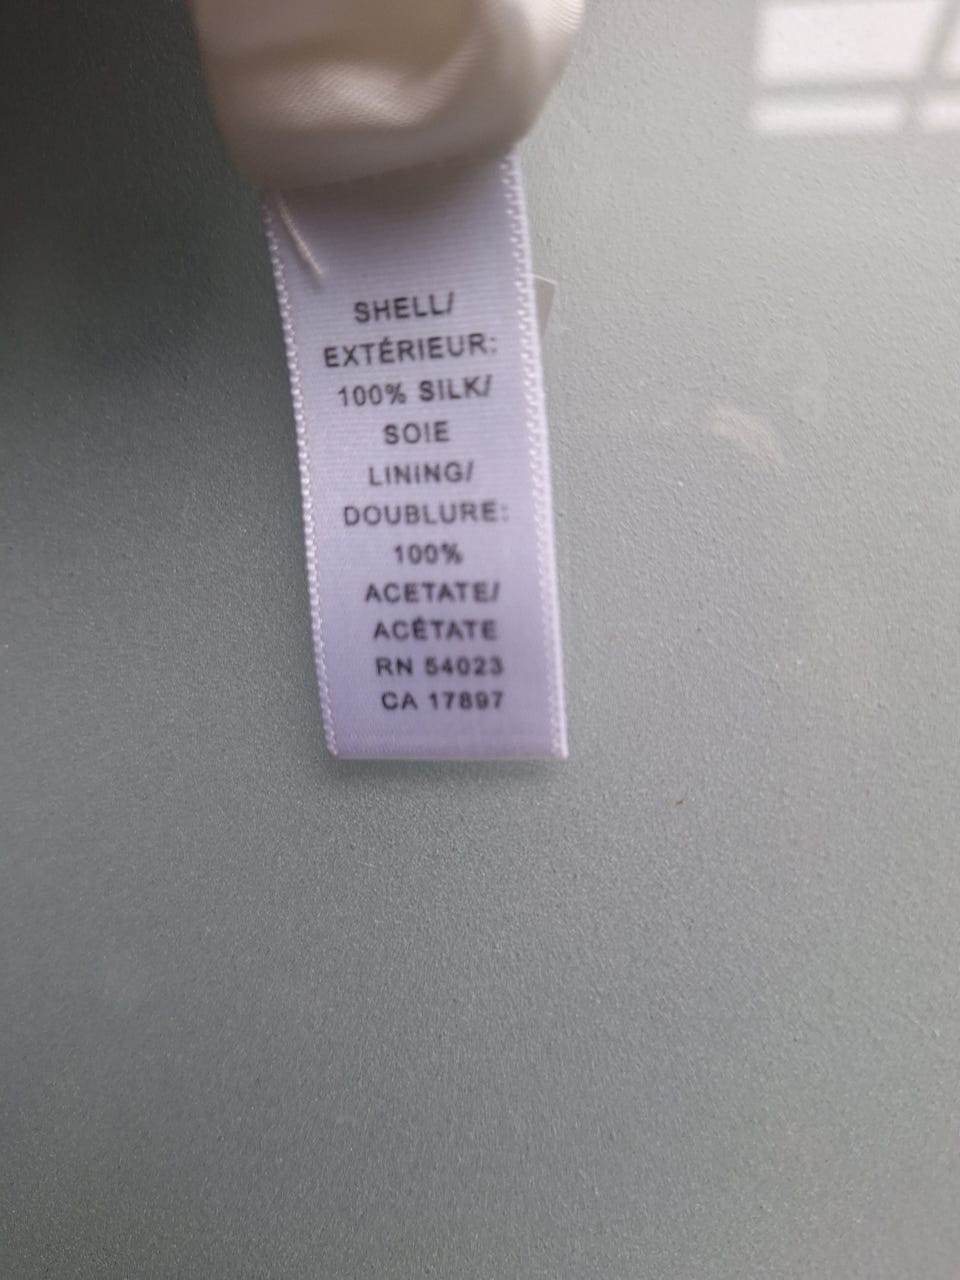 SHELL/
EXTÉRIEUR:
100% SILK/
SOIE
LINING/
DOUBLURE:
100%
ACETATE/
ACÉTATE
RN 54023
CA 17897